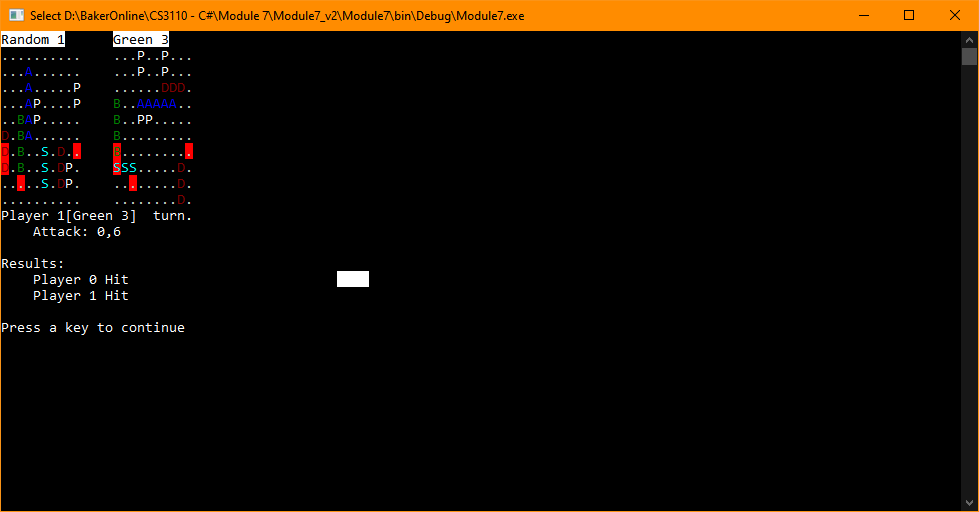 Select D:\BakerOnline\CS3110 - C#\Module 7\Module7_v2\Module7\bin\Debug\Module7.exe
Random 1      Green 3
..........    ...P..P...
...A......    ...P..P...
...A.....P    ......DDD.
...AP....P    B..AAAAA..
..BAP.....    B..PP.....
D.BA......    B.........
D.B..S.D..    B.........
D.B..S.DP.    SSS.....D.
.....S.DP.    ........D.
..........    ........D.
Player 1[Green 3]  turn.
    Attack: 0,6
Results:
    Player 0 Hit
    Player 1 Hit
Press a key to continue